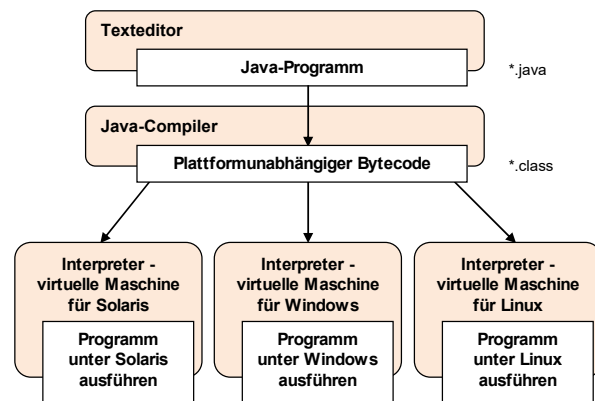 Texteditor
Java-Programm
*.java
Java-Compiler
Plattformunabhängiger Bytecode
*.class
Interpreter -
virtuelle Maschine
für Solaris
Programm
unter Solaris
ausführen
Interpreter -
virtuelle Maschine
für Windows
Programm
unter Windows
ausführen
Interpreter -
virtuelle Maschine
für Linux
Programm
unter Linux
ausführen